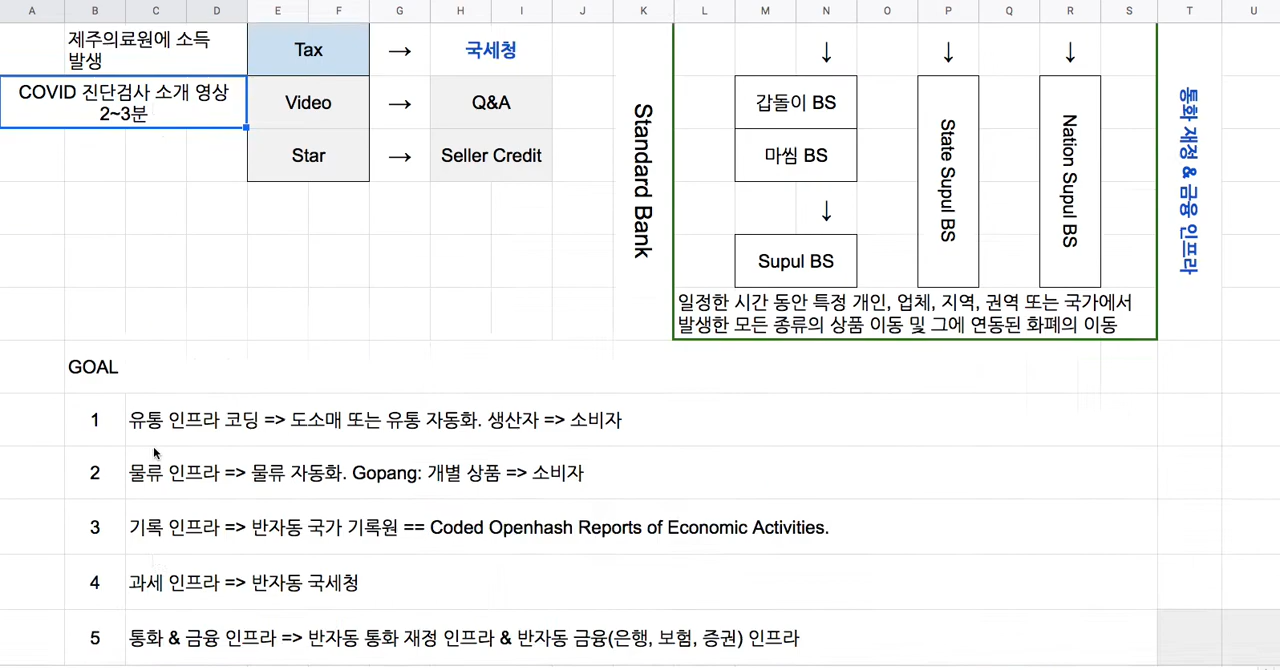 A B C D E F G H I J K L M N O P Q R S T U
제주의료원에 소득
발생
Tax → 국세청
↓ ↓ ↓
COVID 진단검사 소개 영상
2~3분
Video → Q&A
Star → Seller Credit
Standard Bank
갑돌이 BS
마씸 BS
↓
Supul BS
State Supul BS
Nation Supul BS
통화 재정 & 금융 인프라
일정한 시간 동안 특정 개인, 업체, 지역, 권역 또는 국가에서
발생한 모든 종류의 상품 이동 및 그에 연동된 화폐의 이동
GOAL
1 유통 인프라 코딩 => 도소매 또는 유통 자동화. 생산자 => 소비자
2 물류 인프라 => 물류 자동화. Gopang: 개별 상품 => 소비자
3 기록 인프라 => 반자동 국가 기록원 == Coded Openhash Reports of Economic Activities.
4 과세 인프라 => 반자동 국세청
5 통화 & 금융 인프라 => 반자동 통화 재정 인프라 & 반자동 금융(은행, 보험, 증권) 인프라